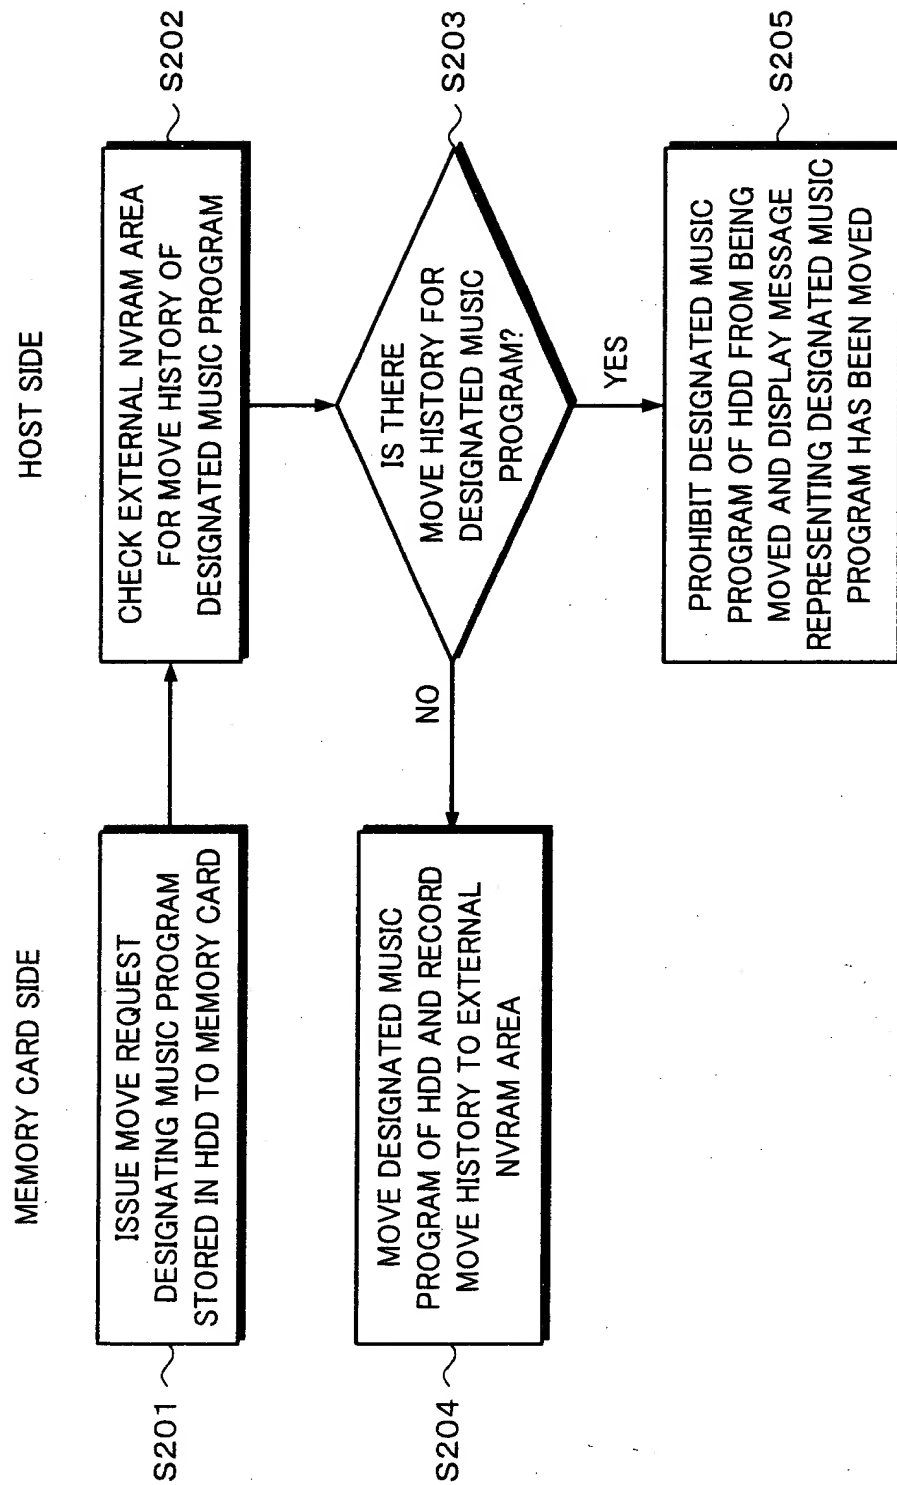 MEMORY CARD SIDE
HOST SIDE
ISSUE MOVE REQUEST
DESIGNATING MUSIC PROGRAM
STORED IN HDD TO MEMORY CARD
S201
CHECK EXTERNAL NVRAM AREA
FOR MOVE HISTORY OF
DESIGNATED MUSIC PROGRAM
S202
IS THERE
MOVE HISTORY FOR
DESIGNATED MUSIC
PROGRAM?
S203
NO
YES
MOVE DESIGNATED MUSIC
PROGRAM OF HDD AND RECORD
MOVE HISTORY TO EXTERNAL
NVRAM AREA
S204
PROHIBIT DESIGNATED MUSIC
PROGRAM OF HDD FROM BEING
MOVED AND DISPLAY MESSAGE
REPRESENTING DESIGNATED MUSIC
PROGRAM HAS BEEN MOVED
S205